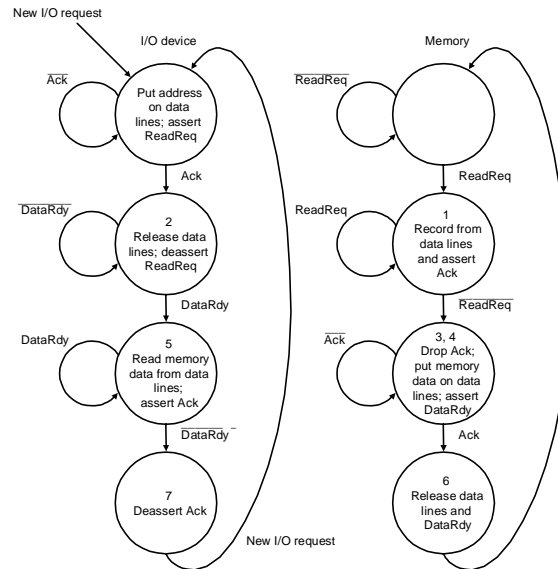 New I/O request
I/O device
Ack
Put address
on data
lines; assert
ReadReq
Ack
DataRdy
2
Release data
lines; deassert
ReadReq
DataRdy
DataRdy
5
Read memory
data from data
lines;
assert Ack
DataRdy
7
Deassert Ack
New I/O request
Memory
ReadReq
ReadReq
ReadReq
1
Record from
data lines
and assert
Ack
ReadReq
Ack
3, 4
Drop Ack;
put memory
data on data
lines; assert
DataRdy
Ack
6
Release data
lines and
DataRdy